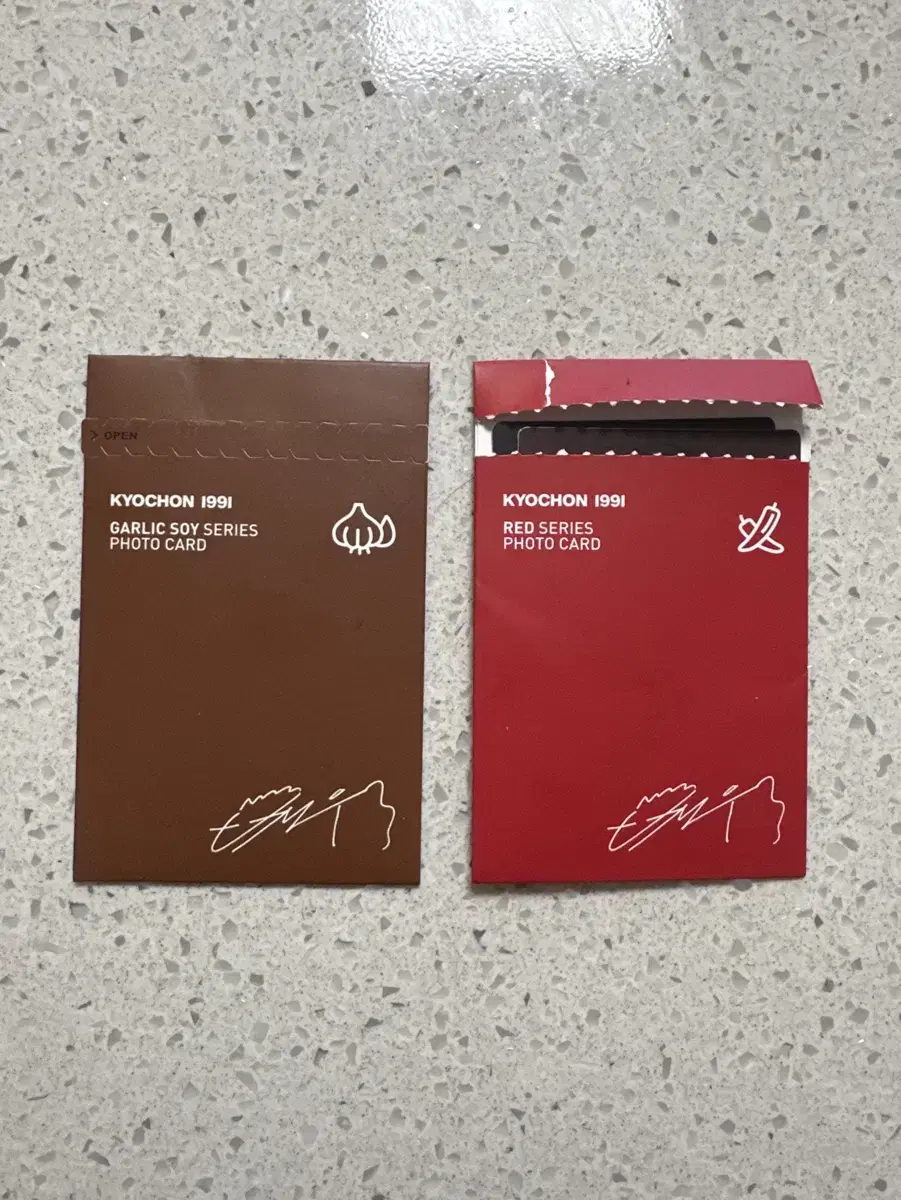 > OPEN
KYOCHON 1991
GARLIC SOY SERIES
PHOTO CARD
KYOCHON 1991
RED SERIES
PHOTO CARD